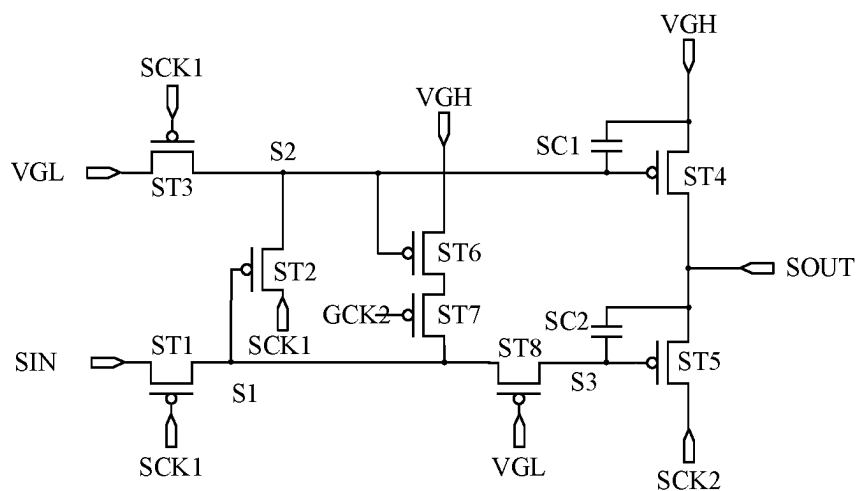 VGH
SCK1
VGH
SC1
S2
VGL
ST3
ST4
ST6
ST2
SOUT
GCK2
ST7
SC2
SCK1
ST1
ST8
SIN
ST5
S1
S3
SCK1
VGL
SCK2